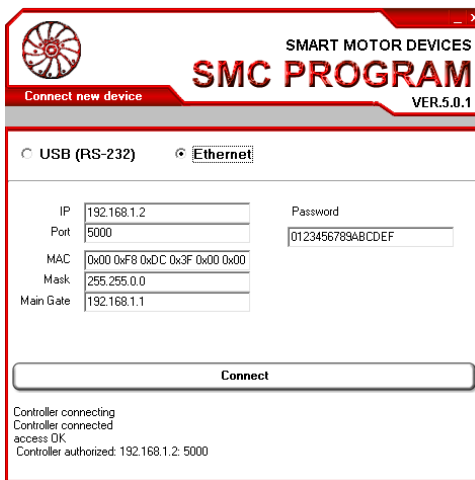 SMART MOTOR DEVICES
SMC PROGRAM
Connect new device
VER.5.0.1
USB (RS-232)
Ethernet
IP 192.168.1.2
Port 5000
MAC 0x00 0xF8 0xDC 0x3F 0x00 0x00
Mask 255.255.0.0
Main Gate 192.168.1.1
Password
0123456789ABCDEF
Connect
Controller connecting
Controller connected
access OK
Controller authorized: 192.168.1.2: 5000